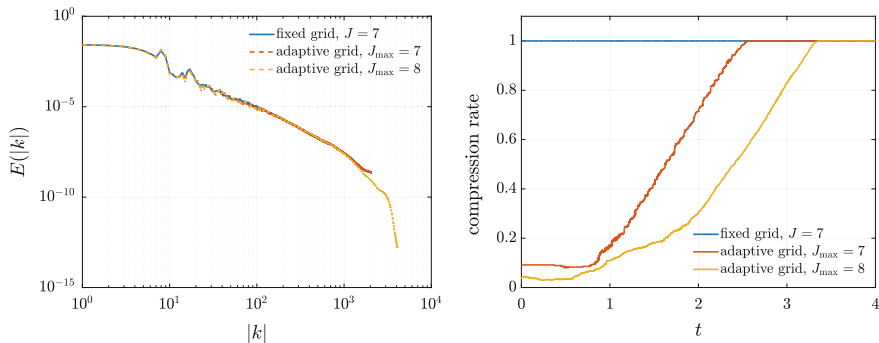 10^0
10^-5
10^-10
10^-15
E(|k|)
fixed grid, J = 7
adaptive grid, J_max = 7
adaptive grid, J_max = 8
10^0 10^1 10^2 10^3 10^4
|k|
1
0.8
0.6
0.4
0.2
0
compression rate
fixed grid, J = 7
adaptive grid, J_max = 7
adaptive grid, J_max = 8
0 1 2 3 4
t